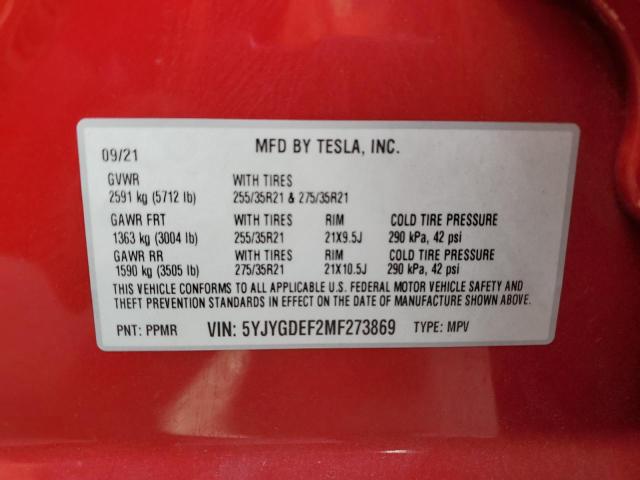 09/21 MFD BY TESLA, INC.
GVWR WITH TIRES
2591 kg (5712 lb) 255/35R21 & 275/35R21
GAWR FRT WITH TIRES RIM COLD TIRE PRESSURE
1363 kg (3004 lb) 255/35R21 21X9.5J 290 kPa, 42 psi
GAWR RR WITH TIRES RIM COLD TIRE PRESSURE
1590 kg (3505 lb) 275/35R21 21X10.5J 290 kPa, 42 psi
THIS VEHICLE CONFORMS TO ALL APPLICABLE U.S. FEDERAL MOTOR VEHICLE SAFETY AND
THEFT PREVENTION STANDARDS IN EFFECT ON THE DATE OF MANUFACTURE SHOWN ABOVE.
PNT: PPMR VIN: 5YJYGDEF2MF273869 TYPE: MPV